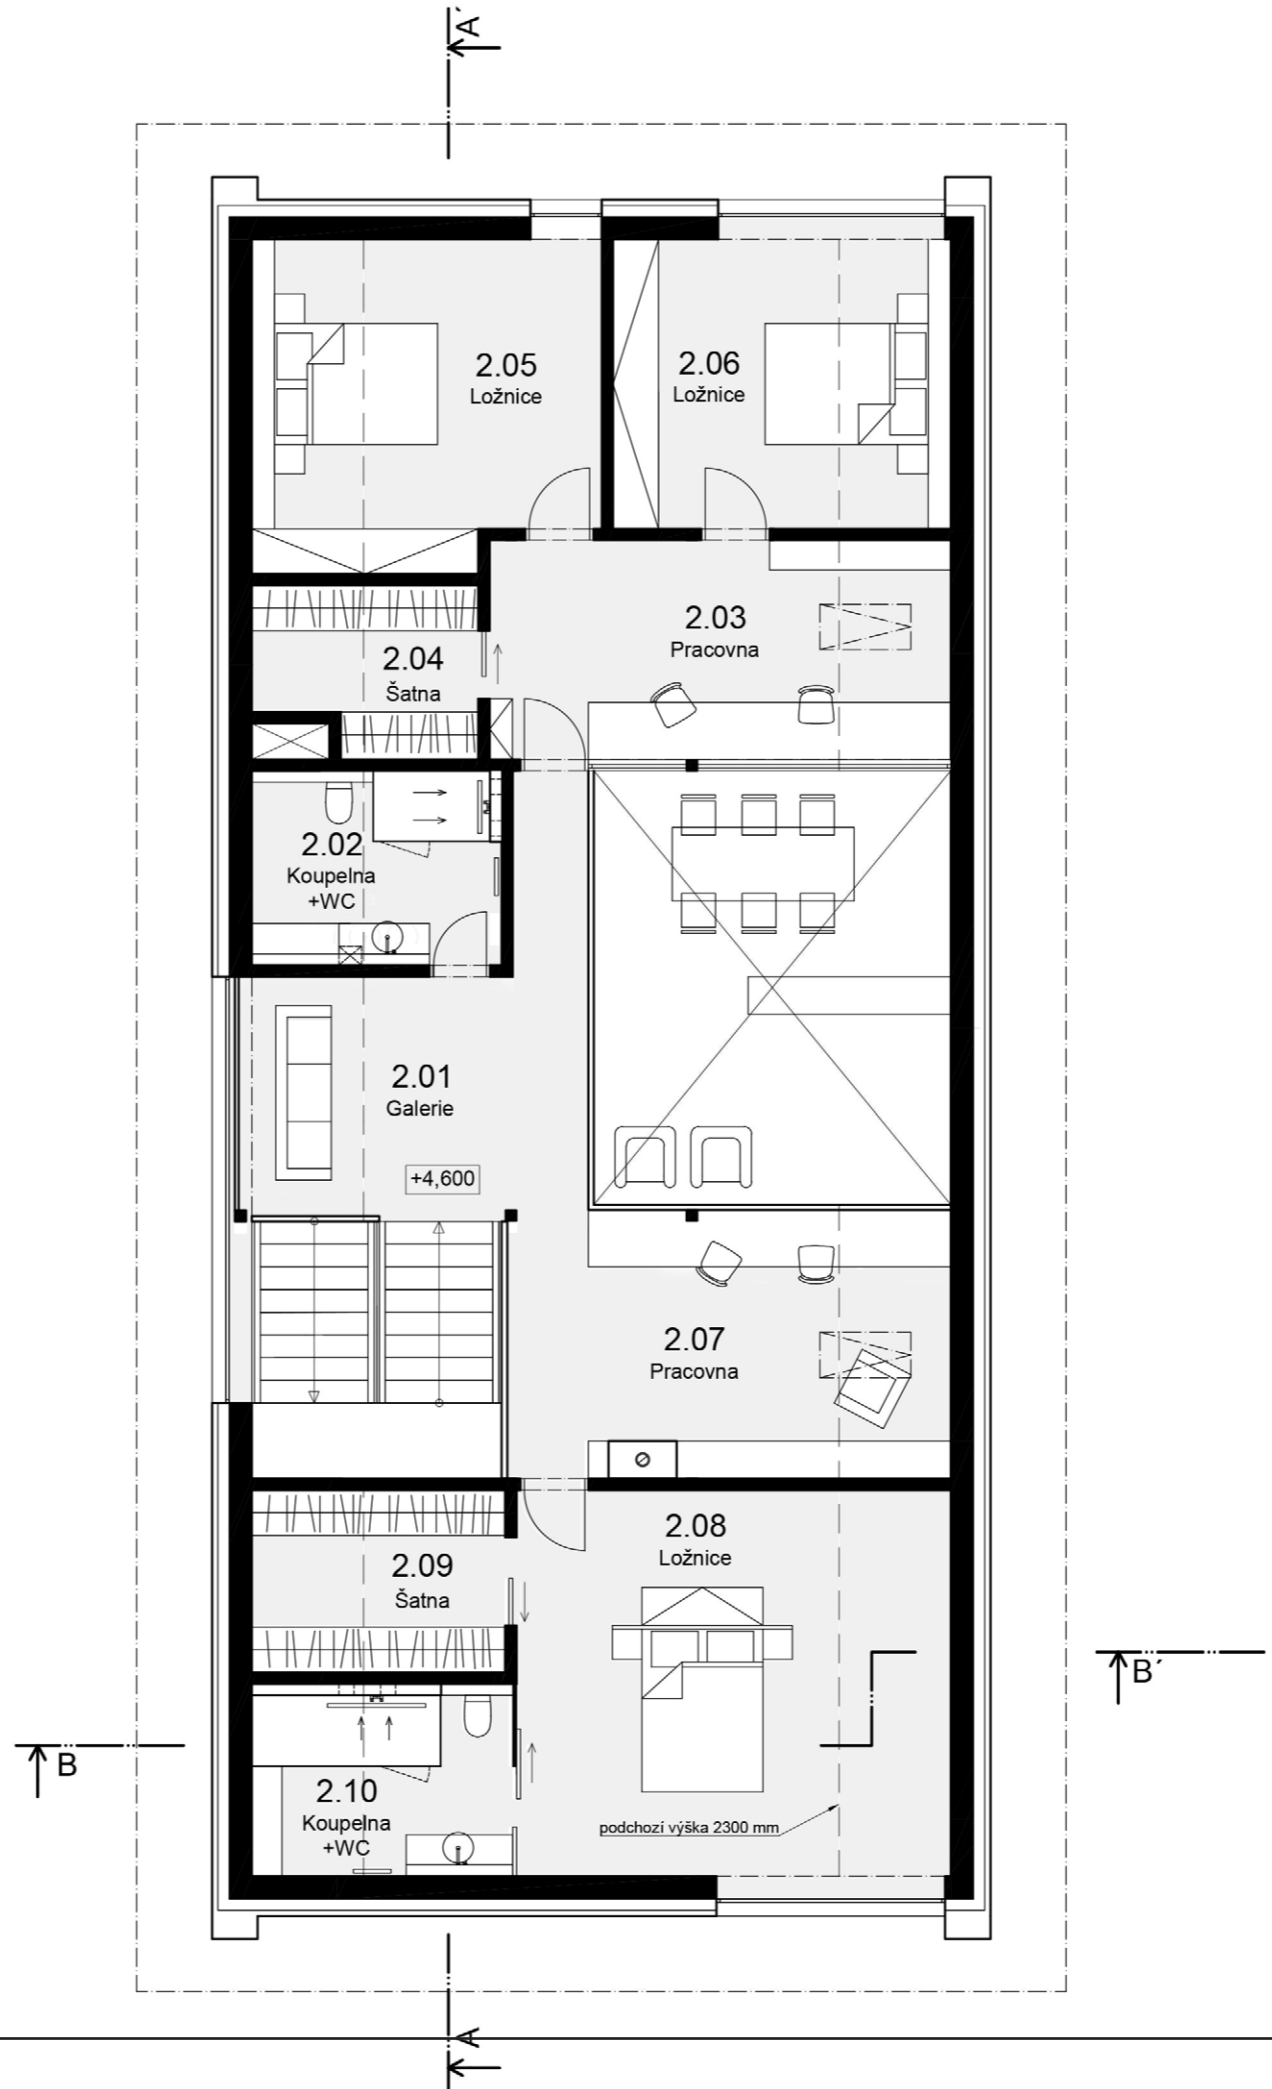 A´
2.05
Ložnice
2.06
Ložnice
2.03
Pracovna
2.04
Šatna
2.02
Koupelna
+WC
2.01
Galerie
+4,600
2.07
Pracovna
2.08
Ložnice
2.09
Šatna
B´
B
2.10
Koupelna
+WC
podchozí výška 2300 mm
A